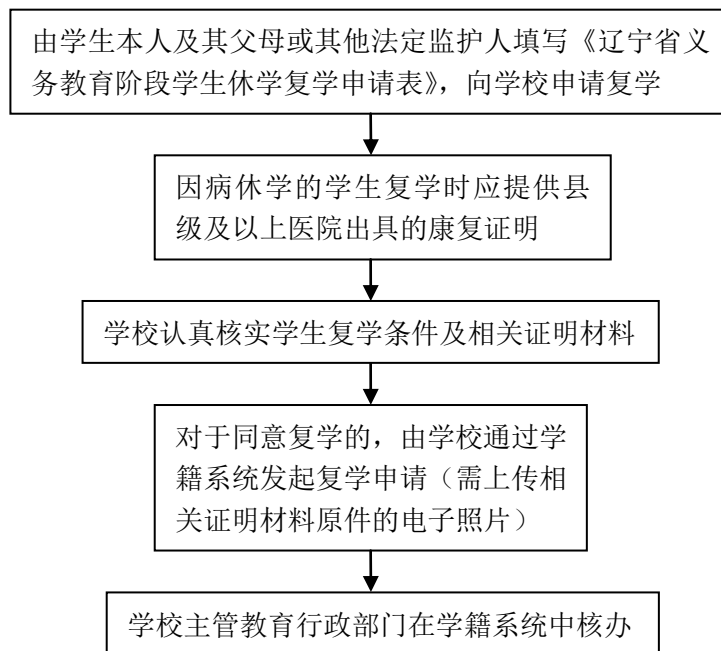 由学生本人及其父母或其他法定监护人填写《辽宁省义
务教育阶段学生休学复学申请表》，向学校申请复学
因病休学的学生复学时应提供县
级及以上医院出具的康复证明
学校认真核实学生复学条件及相关证明材料
对于同意复学的，由学校通过学
籍系统发起复学申请（需上传相
关证明材料原件的电子照片）
学校主管教育行政部门在学籍系统中核办